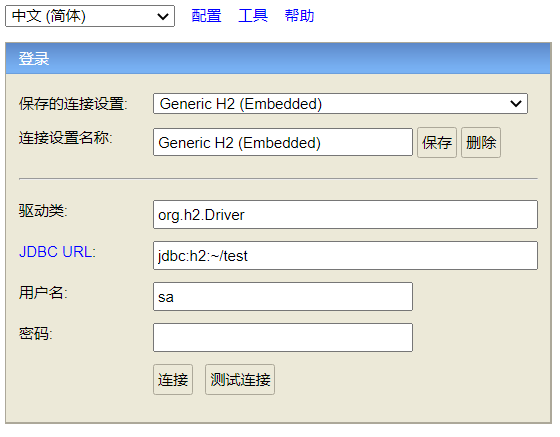 中文 (简体) 配置 工具 帮助
登录
保存的连接设置: Generic H2 (Embedded)
连接设置名称: Generic H2 (Embedded) 保存 删除
驱动类: org.h2.Driver
JDBC URL: jdbc:h2:~/test
用户名: sa
密码:
连接 测试连接